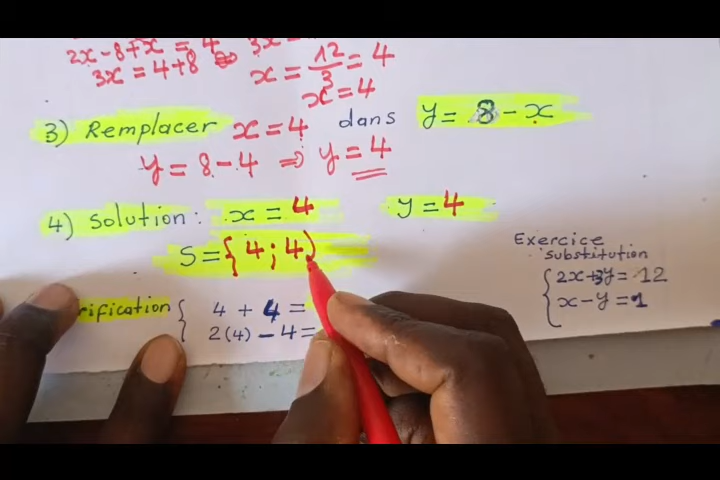 2x-8+x = 4 ⇔ 3x =
3x = 4+8
x = 12/3 = 4
x = 4
3) Remplacer x = 4 dans y = 8 - x
y = 8 - 4 => y = 4
4) Solution : x = 4 y = 4
S = { 4 ; 4 )
rification { 4 + 4 =
2(4) - 4 =
Exercice
substitution
{ 2x+3y = 12
x - y = 1